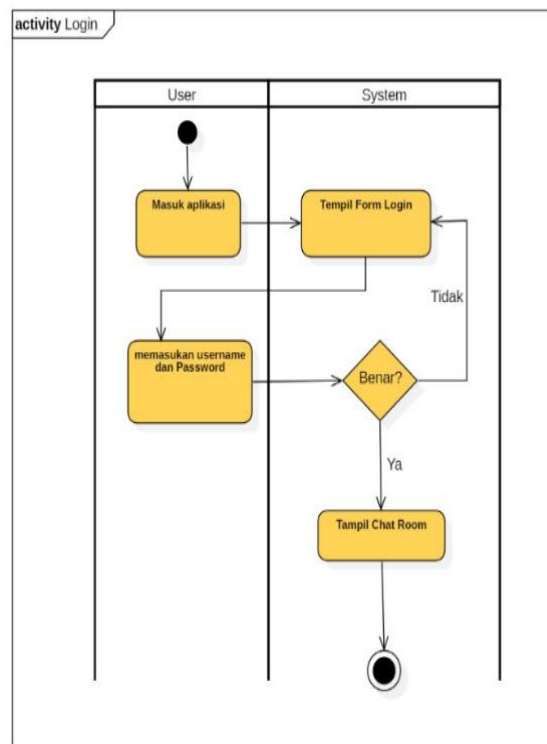 activity Login
User
System
Masuk aplikasi
Tempil Form Login
Tidak
memasukan username
dan Password
Benar?
Ya
Tampil Chat Room